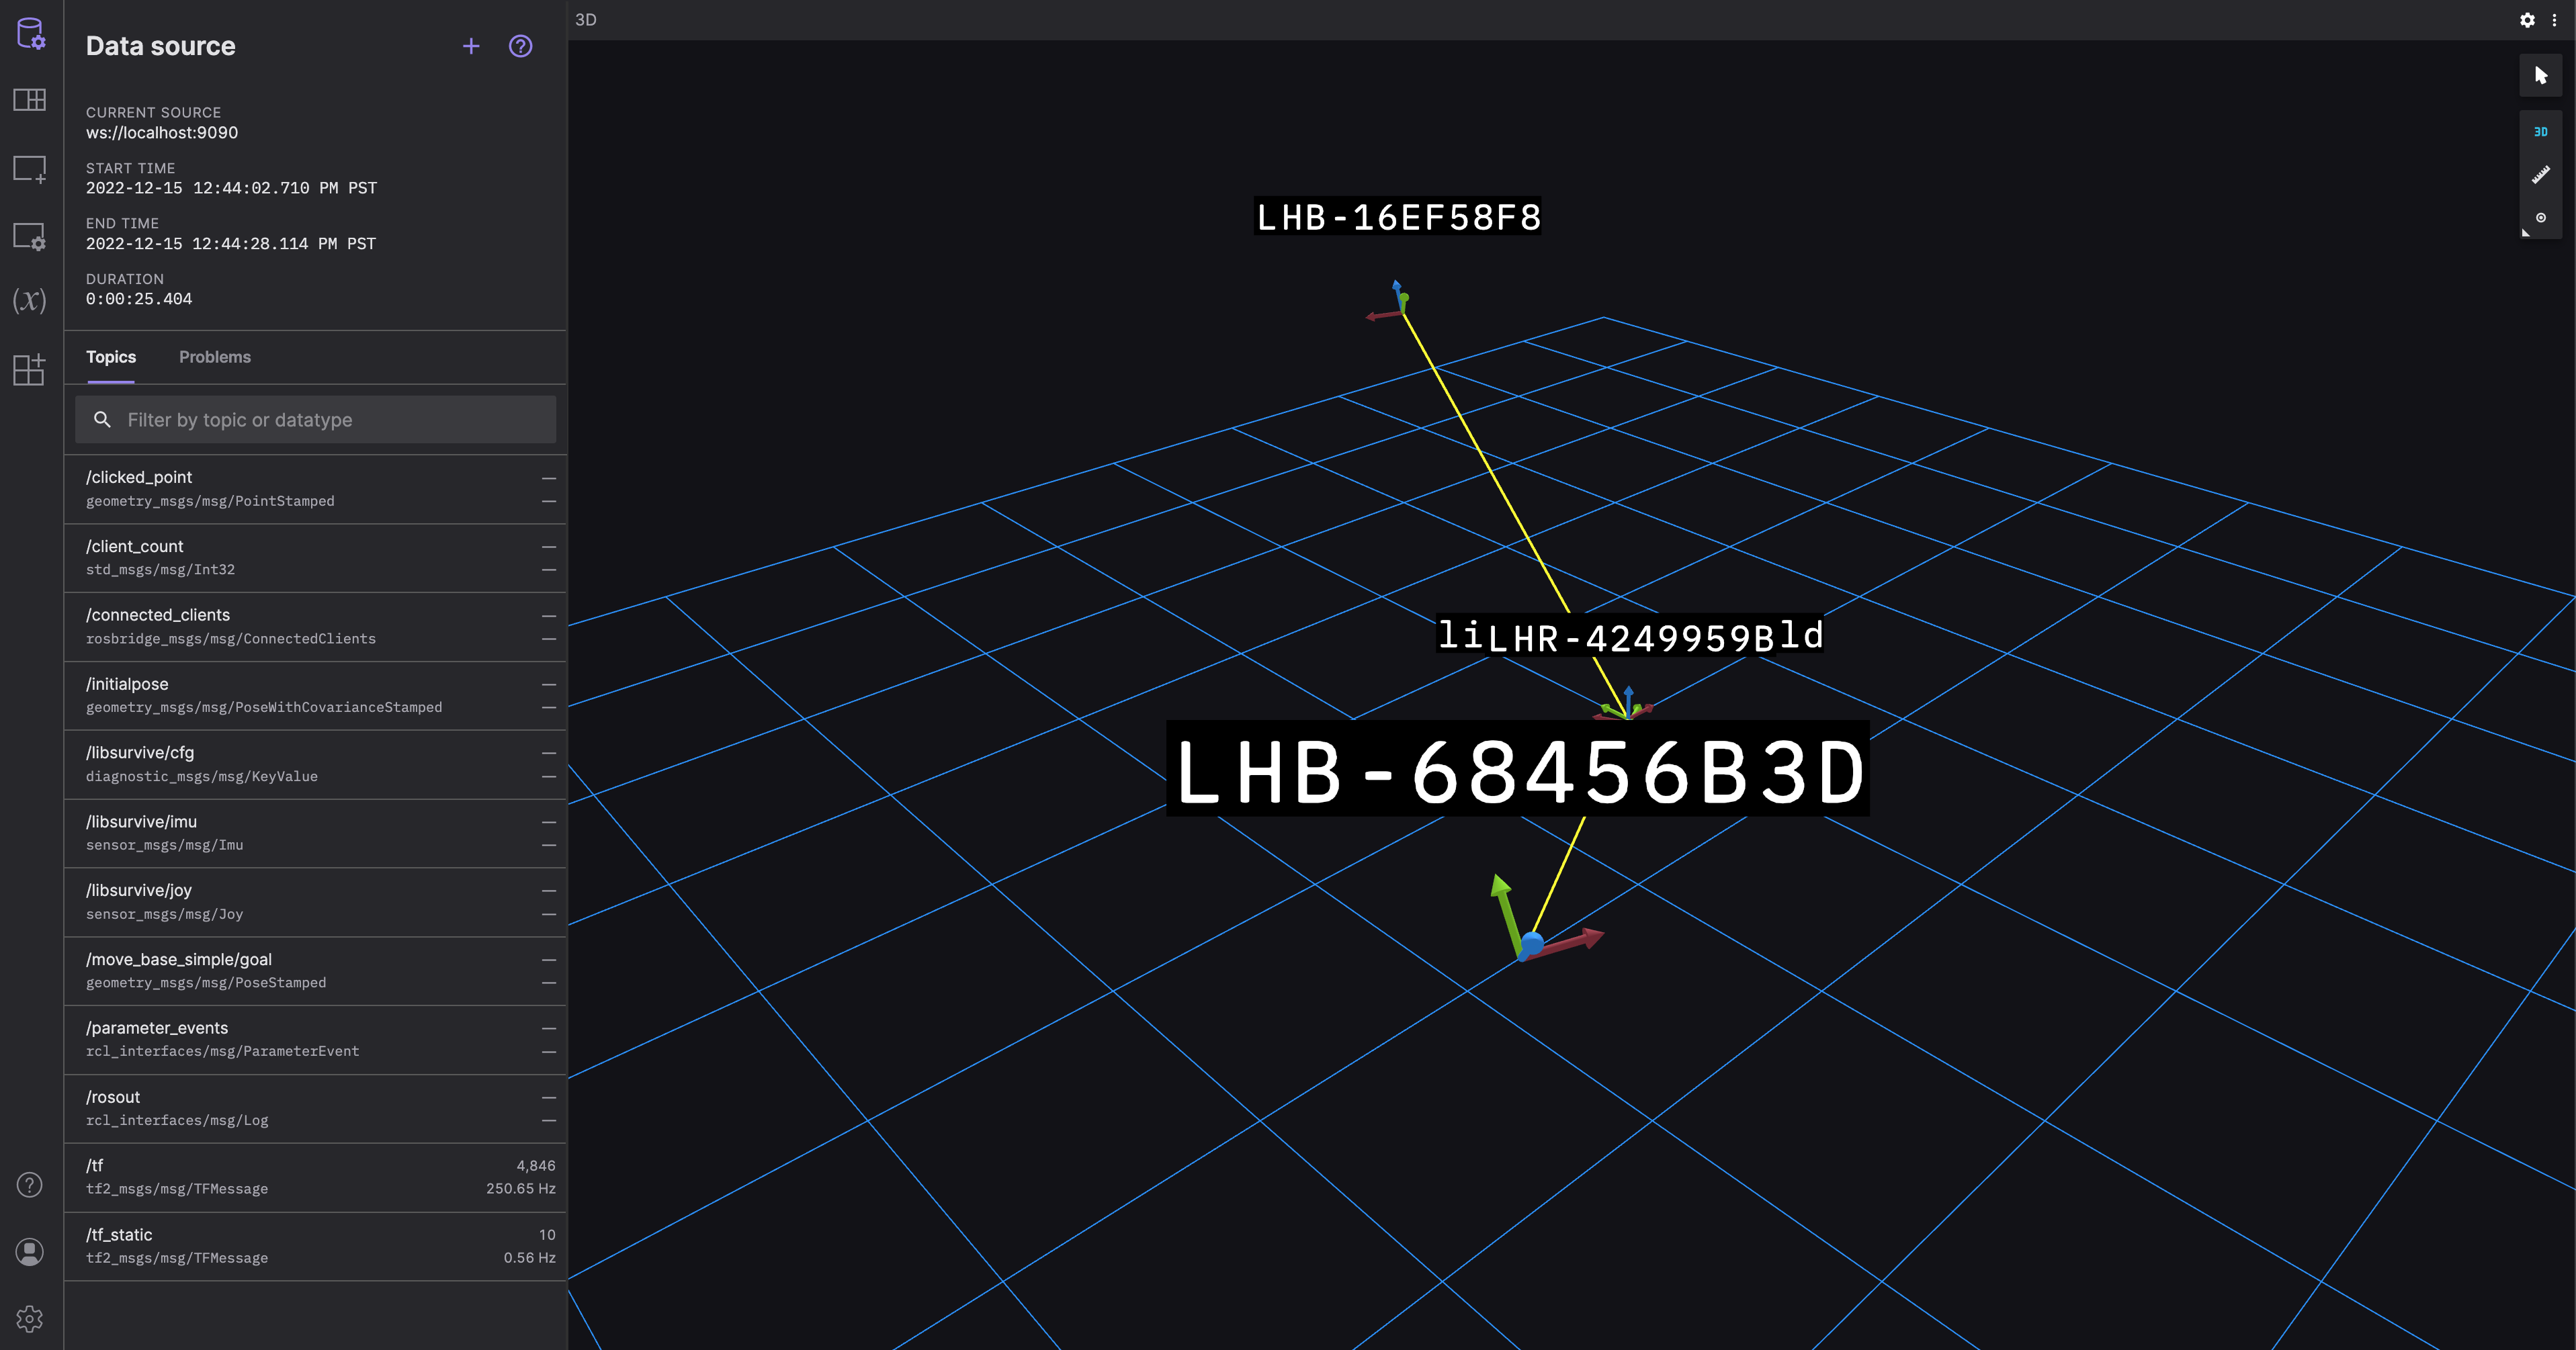 Data source
CURRENT SOURCE
ws://localhost:9090
START TIME
2022-12-15 12:44:02.710 PM PST
END TIME
2022-12-15 12:44:28.114 PM PST
DURATION
0:00:25.404
Topics Problems
Filter by topic or datatype
/clicked_point —
geometry_msgs/msg/PointStamped —
/client_count —
std_msgs/msg/Int32 —
/connected_clients —
rosbridge_msgs/msg/ConnectedClients —
/initialpose —
geometry_msgs/msg/PoseWithCovarianceStamped —
/libsurvive/cfg —
diagnostic_msgs/msg/KeyValue —
/libsurvive/imu —
sensor_msgs/msg/Imu —
/libsurvive/joy —
sensor_msgs/msg/Joy —
/move_base_simple/goal —
geometry_msgs/msg/PoseStamped —
/parameter_events —
rcl_interfaces/msg/ParameterEvent —
/rosout —
rcl_interfaces/msg/Log —
/tf 4,846
tf2_msgs/msg/TFMessage 250.65 Hz
/tf_static 10
tf2_msgs/msg/TFMessage 0.56 Hz
(x)
3D
3D
LHB-16EF58F8
LHR-4249959B
LHB-68456B3D